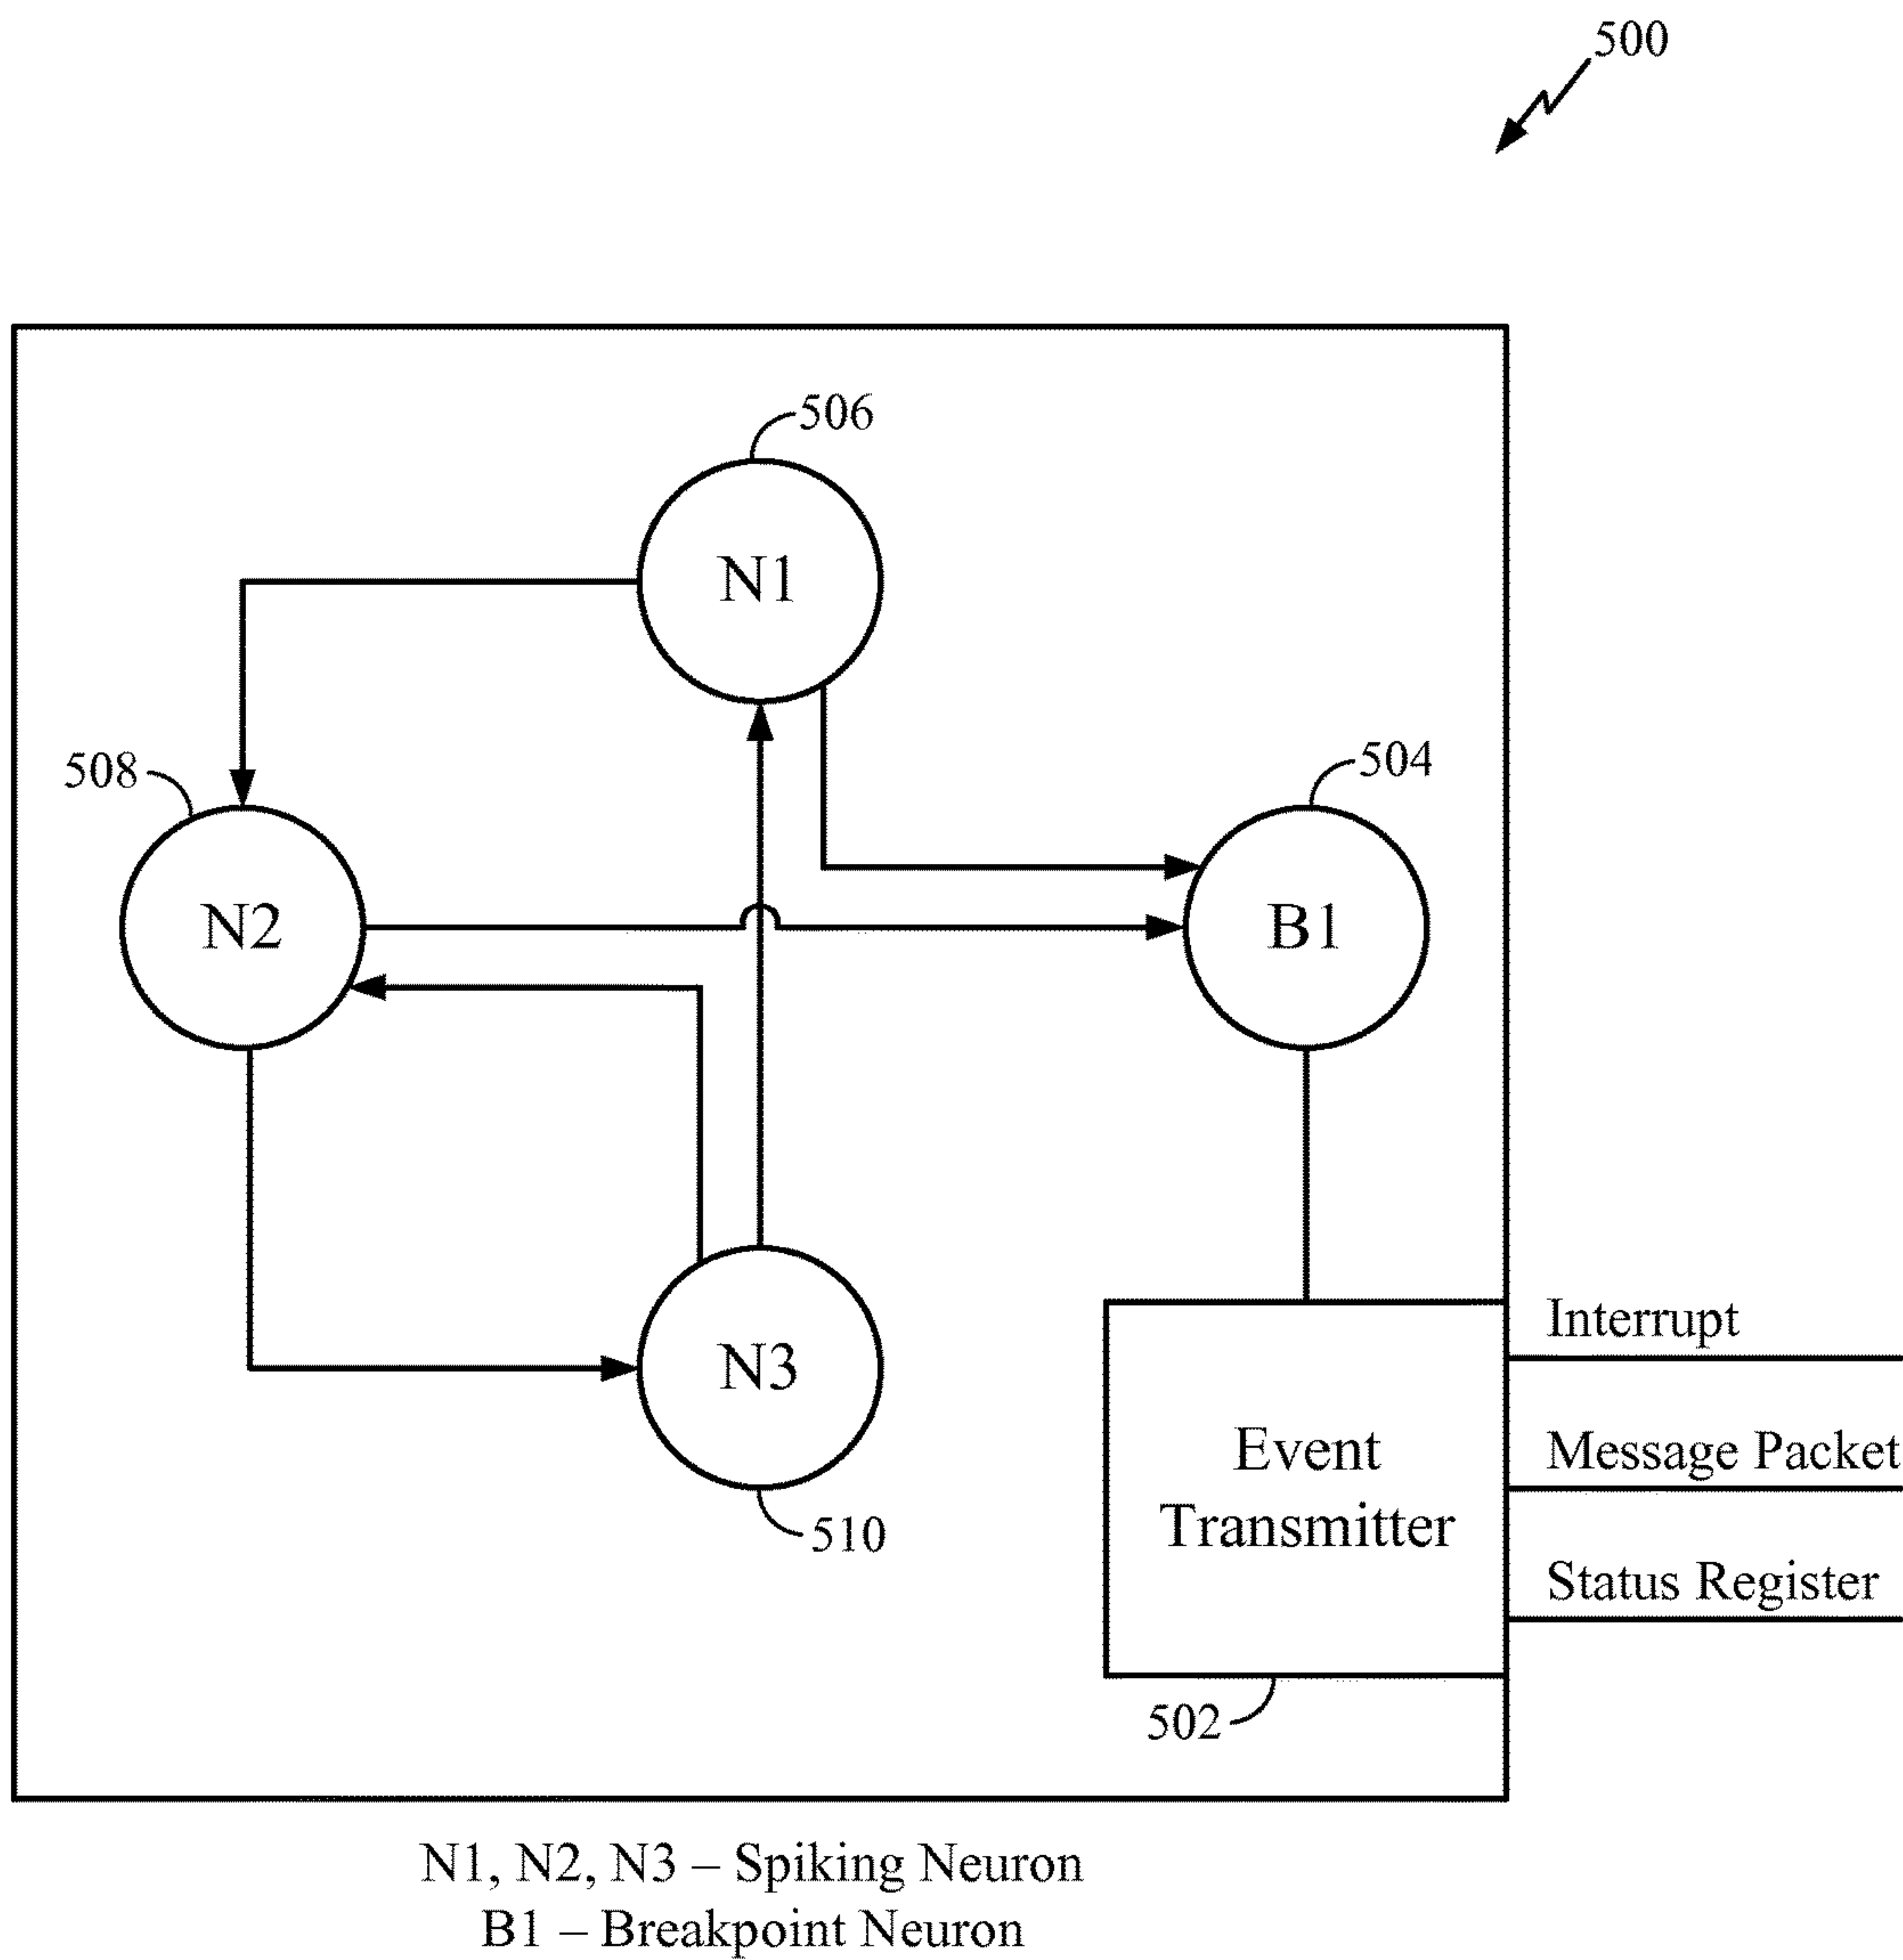 500
506
N1
508
504
N2
B1
N3
510
Interrupt
Message Packet
Status Register
Event
Transmitter
502
N1, N2, N3 – Spiking Neuron
B1 – Breakpoint Neuron